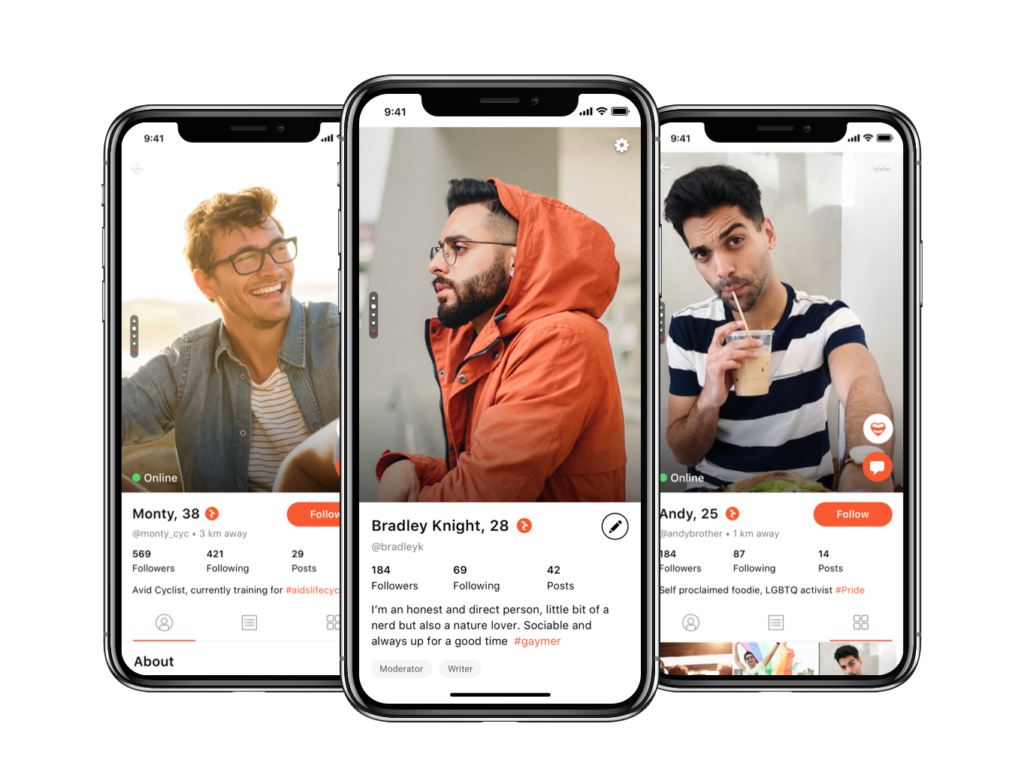 9:41
Online
Monty, 38
Follow
@monty_cyc • 3 km away
569
421
29
Followers
Following
Posts
Avid Cyclist, currently training for #aidslifecyc
About
9:41
Bradley Knight, 28
@bradleyk
184
69
42
Followers
Following
Posts
I'm an honest and direct person, little bit of a
nerd but also a nature lover. Sociable and
always up for a good time #gaymer
Moderator
Writer
9:41
Online
Andy, 25
Follow
@andybrother • 1 km away
184
87
14
Followers
Following
Posts
Self proclaimed foodie, LGBTQ activist #Pride